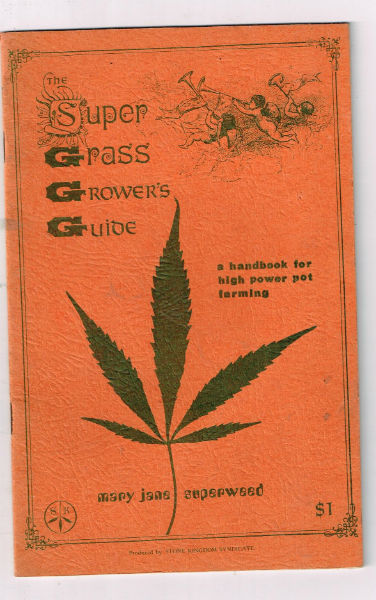 The
Super
Grass
Grower's
Guide
a handbook for
high power pot
farming
mary jane superweed
S K
$1
Produced by STONE KINGDOM SYNDICATE